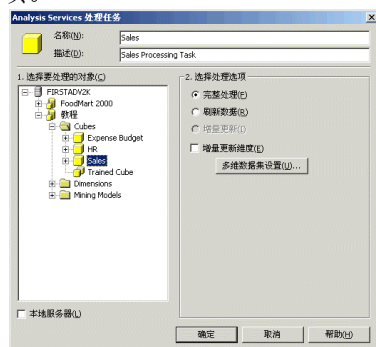 Analysis Services 处理任务
名称(N): Sales
描述(D): Sales Processing Task
1. 选择要处理的对象(C)
FIRSTADV2K
FoodMart 2000
教程
Cubes
Expense Budget
HR
Sales
Trained Cube
Dimensions
Mining Models
本地服务器(L)
2. 选择处理选项
完整处理(F)
刷新数据(R)
增量更新(I)
增量更新维度(E)
多维数据集设置(U)...
确定 取消 帮助(H)